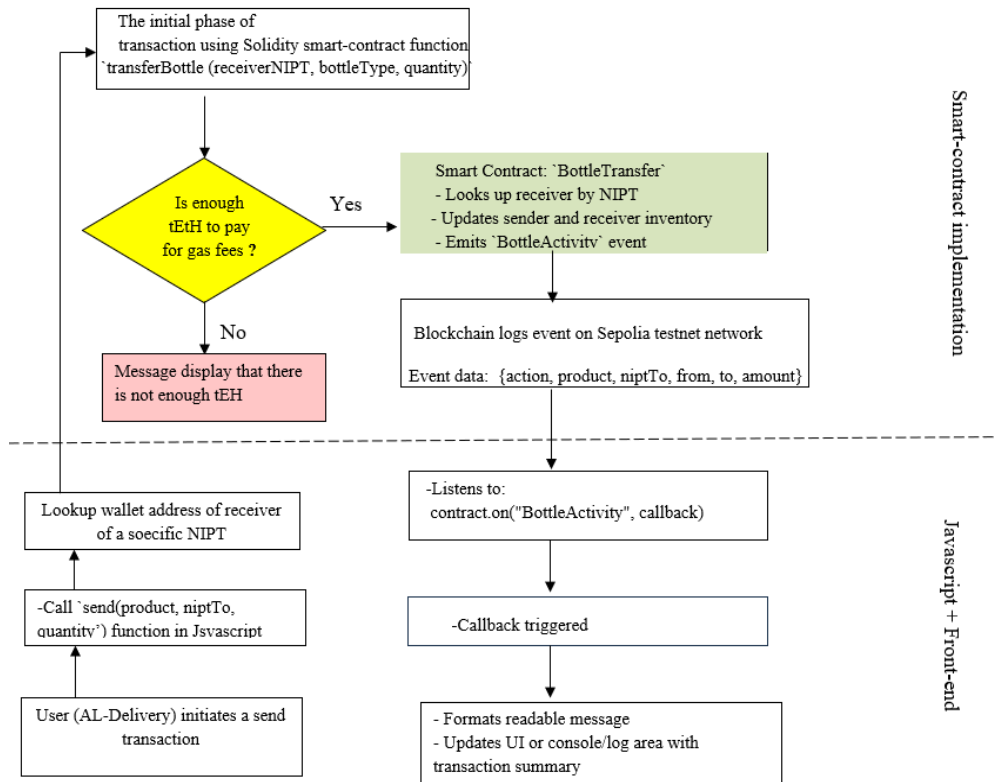 The initial phase of
transaction using Solidity smart-contract function
`transferBottle (receiverNIPT, bottleType, quantity)`
Is enough
tEtH to pay
for gas fees ?
Yes
No
Message display that there
is not enough tEH
Smart Contract: `BottleTransfer`
- Looks up receiver by NIPT
- Updates sender and receiver inventory
- Emits `BottleActivity` event
Blockchain logs event on Sepolia testnet network
Event data: {action, product, niptTo, from, to, amount}
Smart-contract implementation
Lookup wallet address of receiver
of a soecific NIPT
-Call `send(product, niptTo,
quantity’) function in Jsvascript
User (AL-Delivery) initiates a send
transaction
-Listens to:
contract.on("BottleActivity", callback)
-Callback triggered
- Formats readable message
- Updates UI or console/log area with
transaction summary
Javascript + Front-end